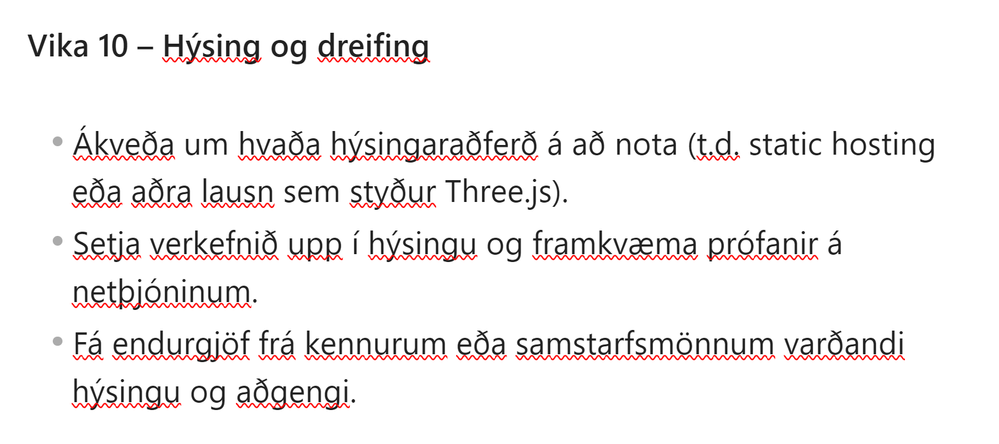 Vika 10 – Hýsing og dreifing
Ákveða um hvaða hýsingaraðferð á að nota (t.d. static hosting
eða aðra lausn sem styður Three.js).
Setja verkefnið upp í hýsingu og framkvæma prófanir á
netþjóninum.
Fá endurgjöf frá kennurum eða samstarfsmönnum varðandi
hýsingu og aðgengi.